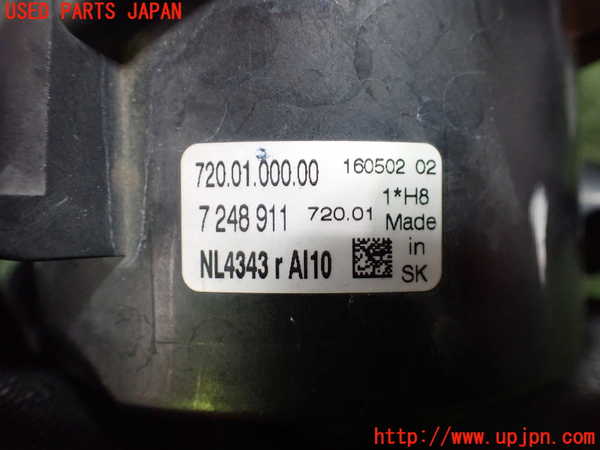 USED PARTS JAPAN
720.01.000.00 160502 02
1*H8
7 248 911 720.01 Made
in
NL4343 r AI10 SK
http://www.upjpn.com/